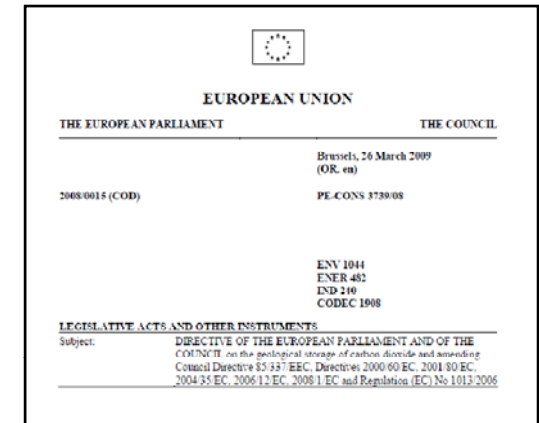 EUROPEAN UNION
THE EUROPEAN PARLIAMENT THE COUNCIL
Brussels, 26 March 2009
(OR. en)
2008/0015 (COD) PE-CONS 3739/08
ENV 1044
ENER 482
IND 240
CODEC 1908
LEGISLATIVE ACTS AND OTHER INSTRUMENTS
Subject: DIRECTIVE OF THE EUROPEAN PARLIAMENT AND OF THE
COUNCIL on the geological storage of carbon dioxide and amending
Council Directive 85/337/EEC, Directives 2000/60/EC, 2001/80/EC,
2004/35/EC, 2006/12/EC, 2008/1/EC and Regulation (EC) No 1013/2006